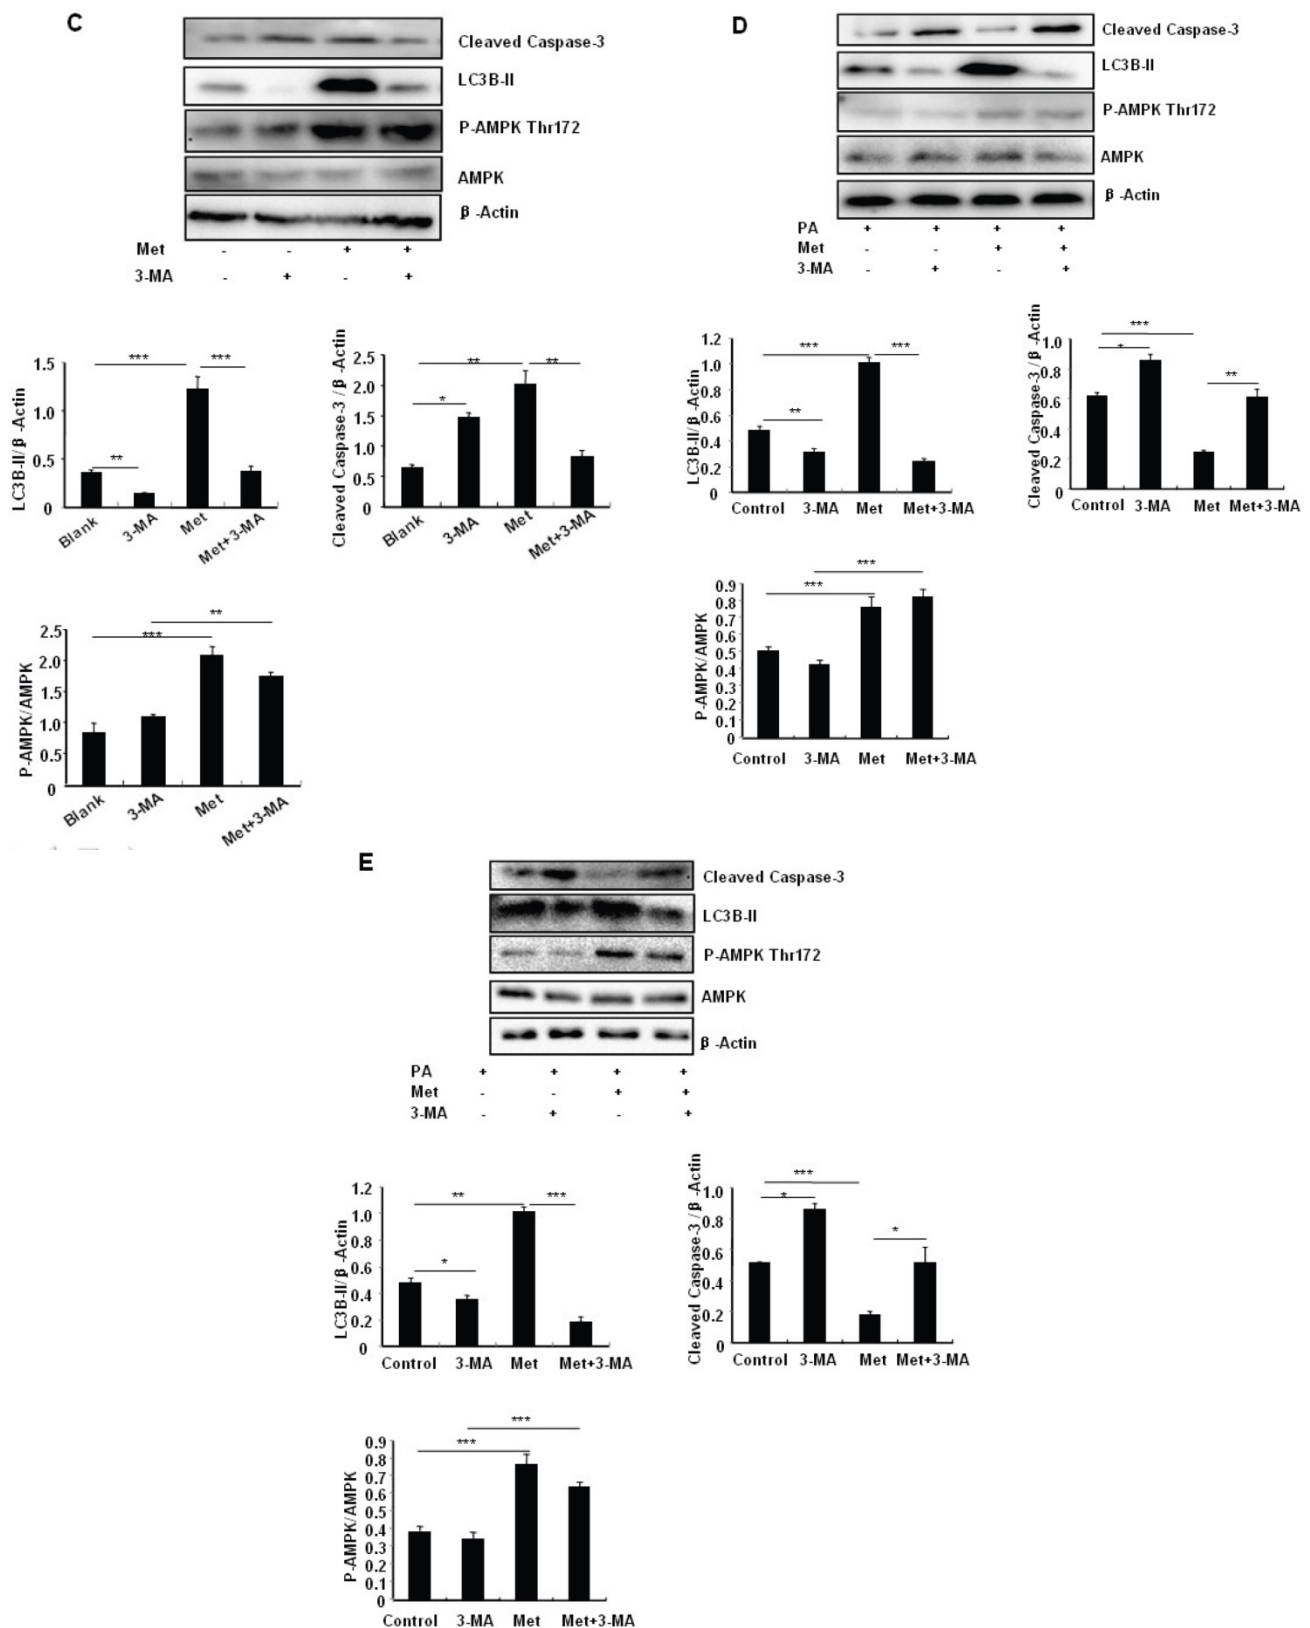 C
Cleaved Caspase-3
LC3B-II
P-AMPK Thr172
AMPK
β -Actin
Met - - + +
3-MA - + - +
D
Cleaved Caspase-3
LC3B-II
P-AMPK Thr172
AMPK
β -Actin
PA + + + +
Met - - + +
3-MA - + - +
LC3B-II/β -Actin
1.5
1.0
0.5
0
*** ***
**
Blank 3-MA Met Met+3-MA
Cleaved Caspase-3 /β -Actin
2.5
2.0
1.5
1.0
0.5
0
** **
*
Blank 3-MA Met Met+3-MA
LC3B-II/β -Actin
1.2
1.0
0.8
0.6
0.4
0.2
0
*** ***
**
Control 3-MA Met Met+3-MA
Cleaved Caspase-3 /β -Actin
1.0
0.8
0.6
0.4
0.2
0
***
*
**
Control 3-MA Met Met+3-MA
P-AMPK/AMPK
2.5
2.0
1.5
1.0
0.5
0
**
***
Blank 3-MA Met Met+3-MA
P-AMPK/AMPK
0.9
0.8
0.7
0.6
0.5
0.4
0.3
0.2
0.1
0
***
***
Control 3-MA Met Met+3-MA
E
Cleaved Caspase-3
LC3B-II
P-AMPK Thr172
AMPK
β -Actin
PA + + + +
Met - - + +
3-MA - + - +
LC3B-II/β -Actin
1.2
1.0
0.8
0.6
0.4
0.2
0
** ***
*
Control 3-MA Met Met+3-MA
Cleaved Caspase-3 /β -Actin
1.0
0.8
0.6
0.4
0.2
0
***
*
*
Control 3-MA Met Met+3-MA
P-AMPK/AMPK
0.9
0.8
0.7
0.6
0.5
0.4
0.3
0.2
0.1
0
***
***
Control 3-MA Met Met+3-MA